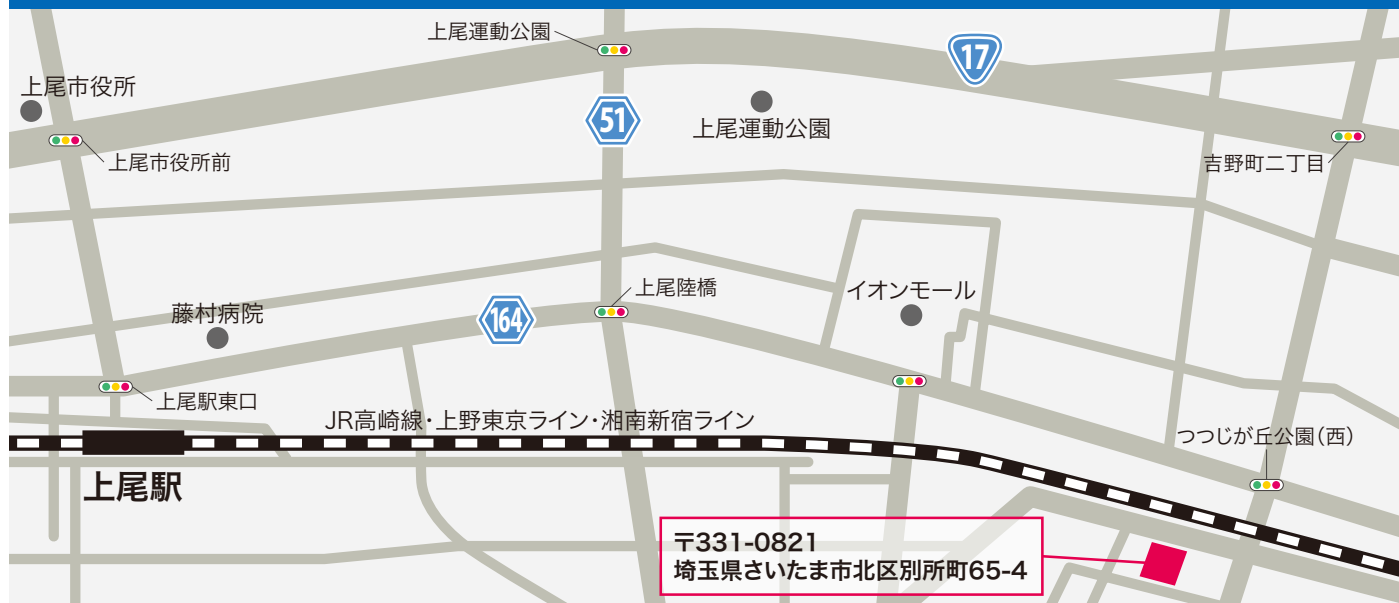 上尾運動公園
17
上尾市役所
51
上尾運動公園
上尾市役所前
吉野町二丁目
上尾陸橋
イオンモール
藤村病院
164
上尾駅東口
JR高崎線・上野東京ライン・湘南新宿ライン
つつじが丘公園(西)
上尾駅
〒331-0821
埼玉県さいたま市北区別所町65-4